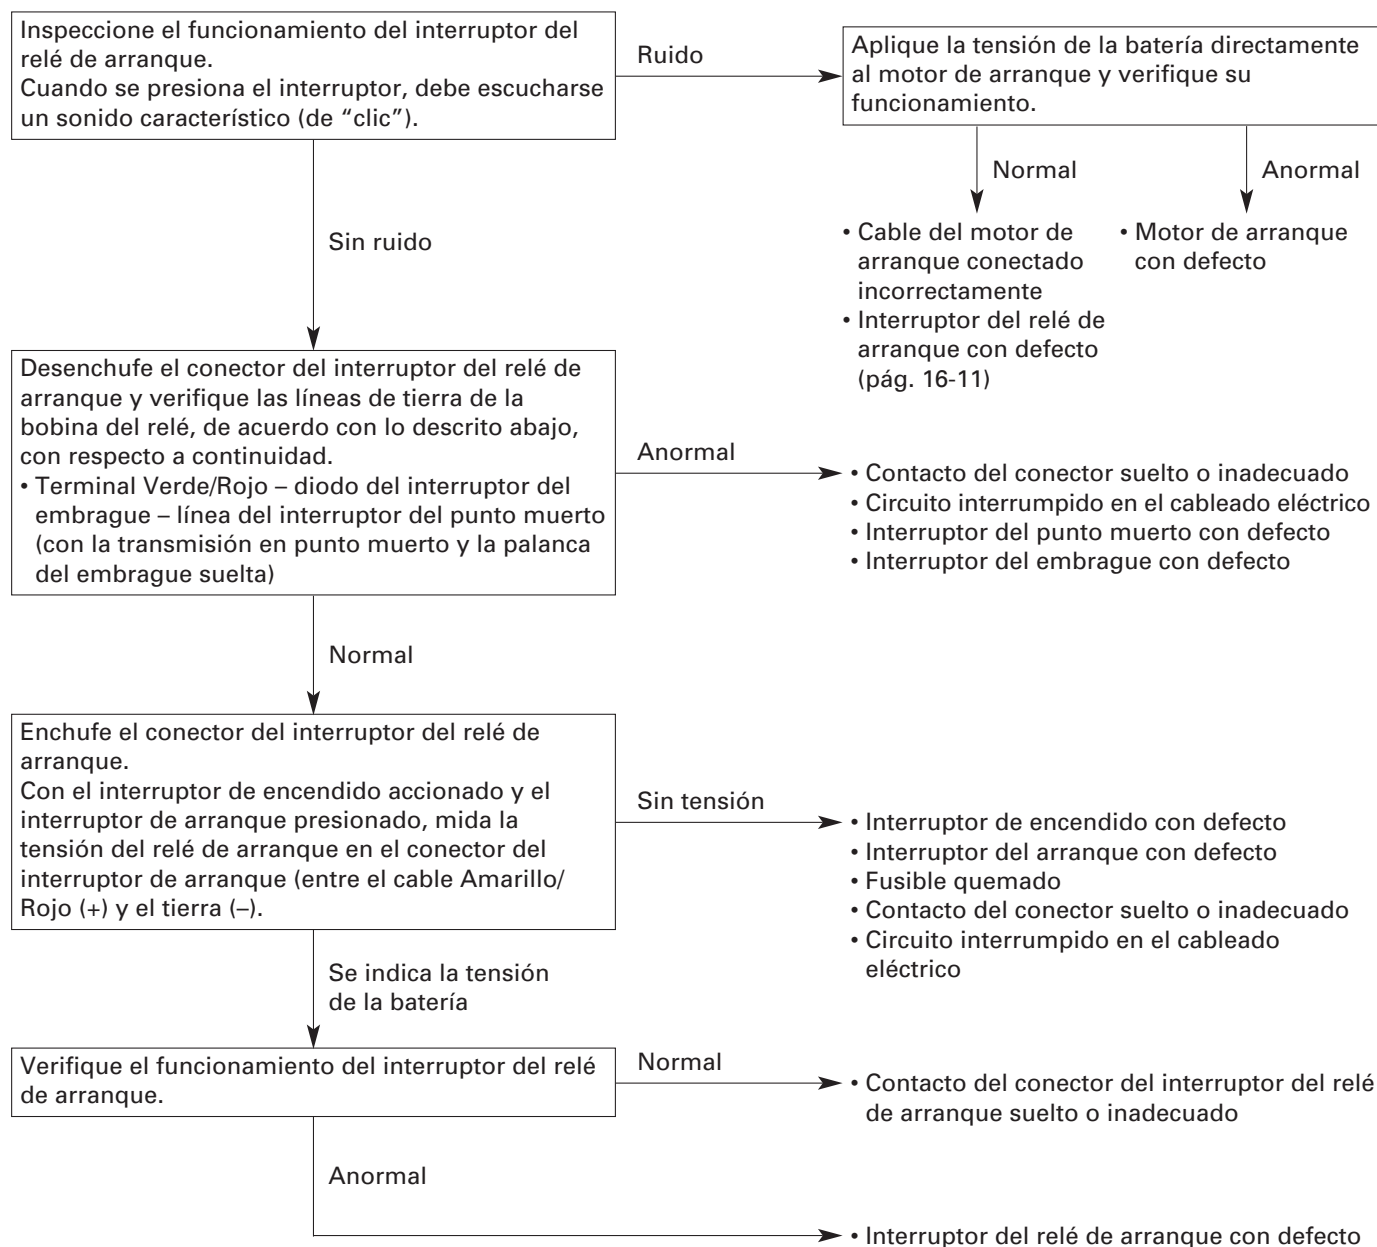 Inspeccione el funcionamiento del interruptor del
relé de arranque.
Cuando se presiona el interruptor, debe escucharse
un sonido característico (de “clic”).
Ruido
Aplique la tensión de la batería directamente
al motor de arranque y verifique su
funcionamiento.
Normal
Anormal
• Cable del motor de
arranque conectado
incorrectamente
• Interruptor del relé de
arranque con defecto
(pág. 16-11)
• Motor de arranque
con defecto
Sin ruido
Desenchufe el conector del interruptor del relé de
arranque y verifique las líneas de tierra de la
bobina del relé, de acuerdo con lo descrito abajo,
con respecto a continuidad.
• Terminal Verde/Rojo – diodo del interruptor del
embrague – línea del interruptor del punto muerto
(con la transmisión en punto muerto y la palanca
del embrague suelta)
Anormal
• Contacto del conector suelto o inadecuado
• Circuito interrumpido en el cableado eléctrico
• Interruptor del punto muerto con defecto
• Interruptor del embrague con defecto
Normal
Enchufe el conector del interruptor del relé de
arranque.
Con el interruptor de encendido accionado y el
interruptor de arranque presionado, mida la
tensión del relé de arranque en el conector del
interruptor de arranque (entre el cable Amarillo/
Rojo (+) y el tierra (–).
Sin tensión
• Interruptor de encendido con defecto
• Interruptor del arranque con defecto
• Fusible quemado
• Contacto del conector suelto o inadecuado
• Circuito interrumpido en el cableado
eléctrico
Se indica la tensión
de la batería
Verifique el funcionamiento del interruptor del relé
de arranque.
Normal
• Contacto del conector del interruptor del relé
de arranque suelto o inadecuado
Anormal
• Interruptor del relé de arranque con defecto